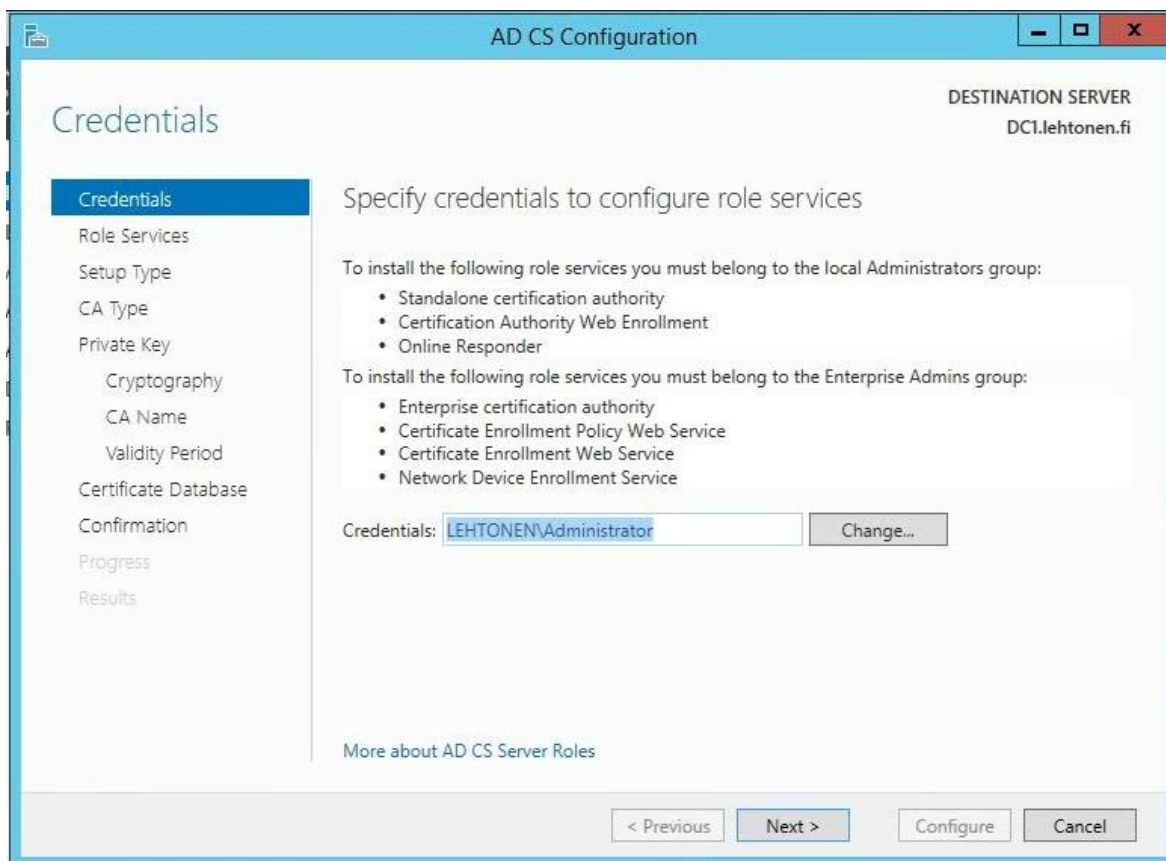 AD CS Configuration
Credentials
DESTINATION SERVER
DC1.lehtonen.fi
Credentials
Role Services
Setup Type
CA Type
Private Key
Cryptography
CA Name
Validity Period
Certificate Database
Confirmation
Progress
Results
Specify credentials to configure role services
To install the following role services you must belong to the local Administrators group:
• Standalone certification authority
• Certification Authority Web Enrollment
• Online Responder
To install the following role services you must belong to the Enterprise Admins group:
• Enterprise certification authority
• Certificate Enrollment Policy Web Service
• Certificate Enrollment Web Service
• Network Device Enrollment Service
Credentials: LEHTONEN\Administrator Change...
More about AD CS Server Roles
< Previous Next > Configure Cancel